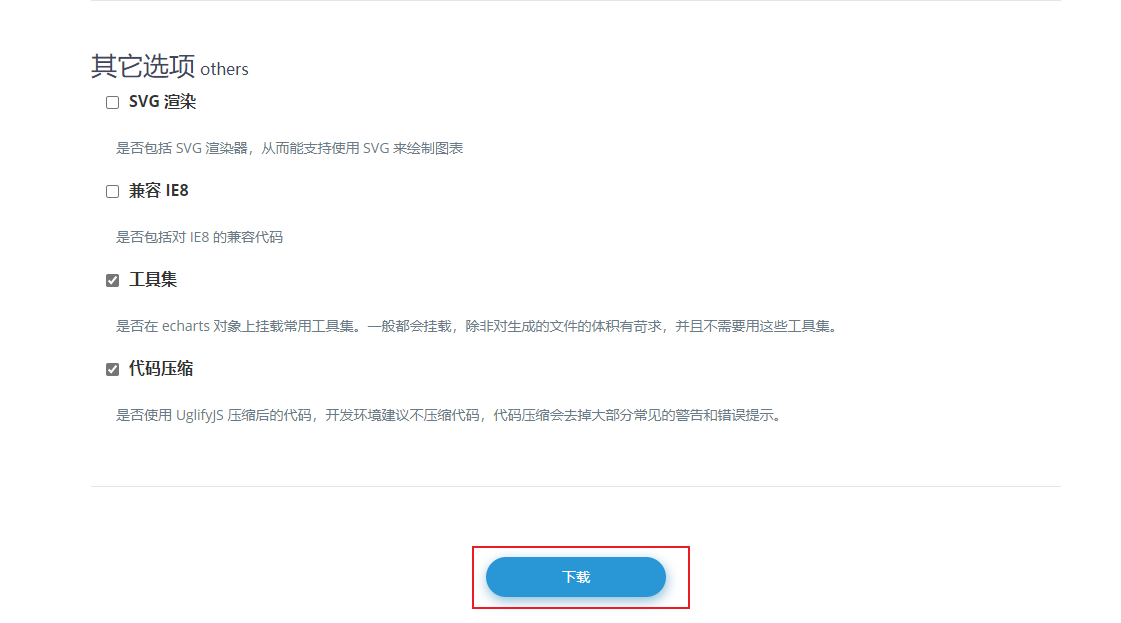 其它选项 others
SVG 渲染
是否包括 SVG 渲染器，从而能支持使用 SVG 来绘制图表
兼容 IE8
是否包括对 IE8 的兼容代码
工具集
是否在 echarts 对象上挂载常用工具集。一般都会挂载，除非对生成的文件的体积有苛求，并且不需要用这些工具集。
代码压缩
是否使用 UglifyJS 压缩后的代码，开发环境建议不压缩代码，代码压缩会去掉大部分常见的警告和错误提示。
下载